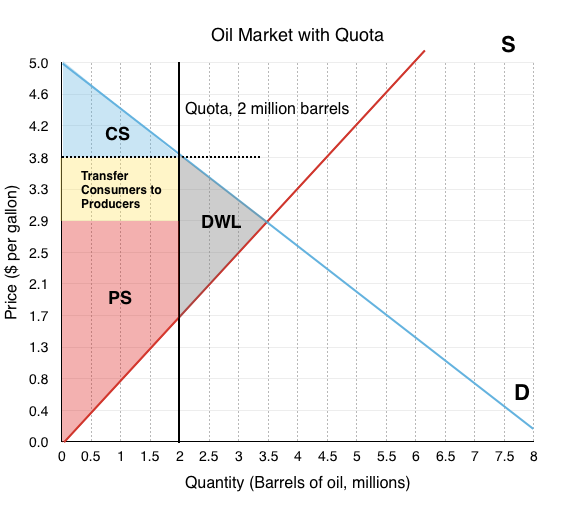 Oil Market with Quota
S
5.0
4.6
4.2
3.8
3.3
2.9
2.5
2.1
1.7
1.3
0.8
0.4
0.0
Price ($ per gallon)
Quota, 2 million barrels
CS
Transfer
Consumers to
Producers
DWL
PS
D
0 0.5 1 1.5 2 2.5 3 3.5 4 4.5 5 5.5 6 6.5 7 7.5 8
Quantity (Barrels of oil, millions)